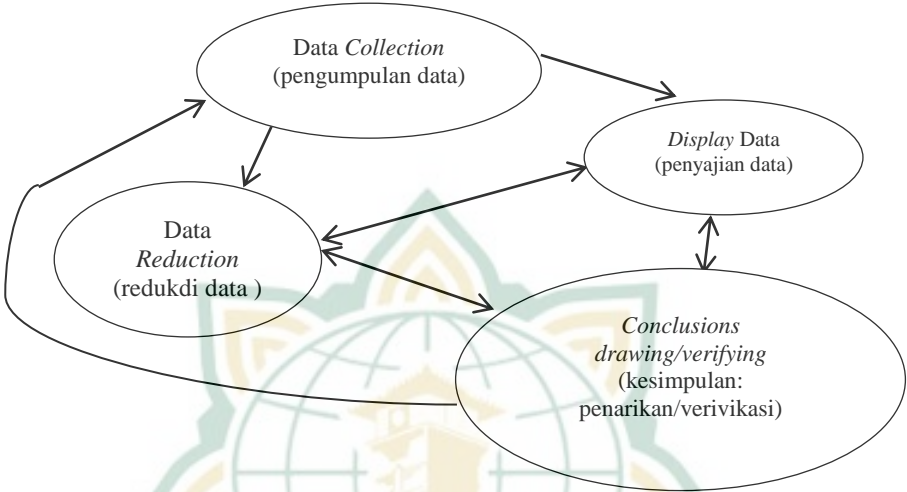 Data Collection
(pengumpulan data)
Display Data
(penyajian data)
Data
Reduction
(redukdi data )
Conclusions
drawing/verifying
(kesimpulan:
penarikan/verivikasi)